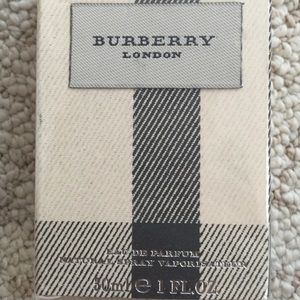 BURBERRY
LONDON
EAU DE PARFUM
NATURAL SPRAY VAPORISATEUR
30ml ℮ 1 FL.OZ.